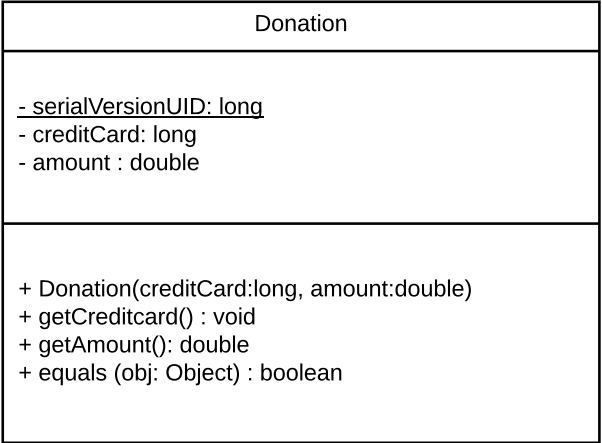 Donation
- serialVersionUID: long
- creditCard: long
- amount : double
+ Donation(creditCard:long, amount:double)
+ getCreditcard() : void
+ getAmount(): double
+ equals (obj: Object) : boolean